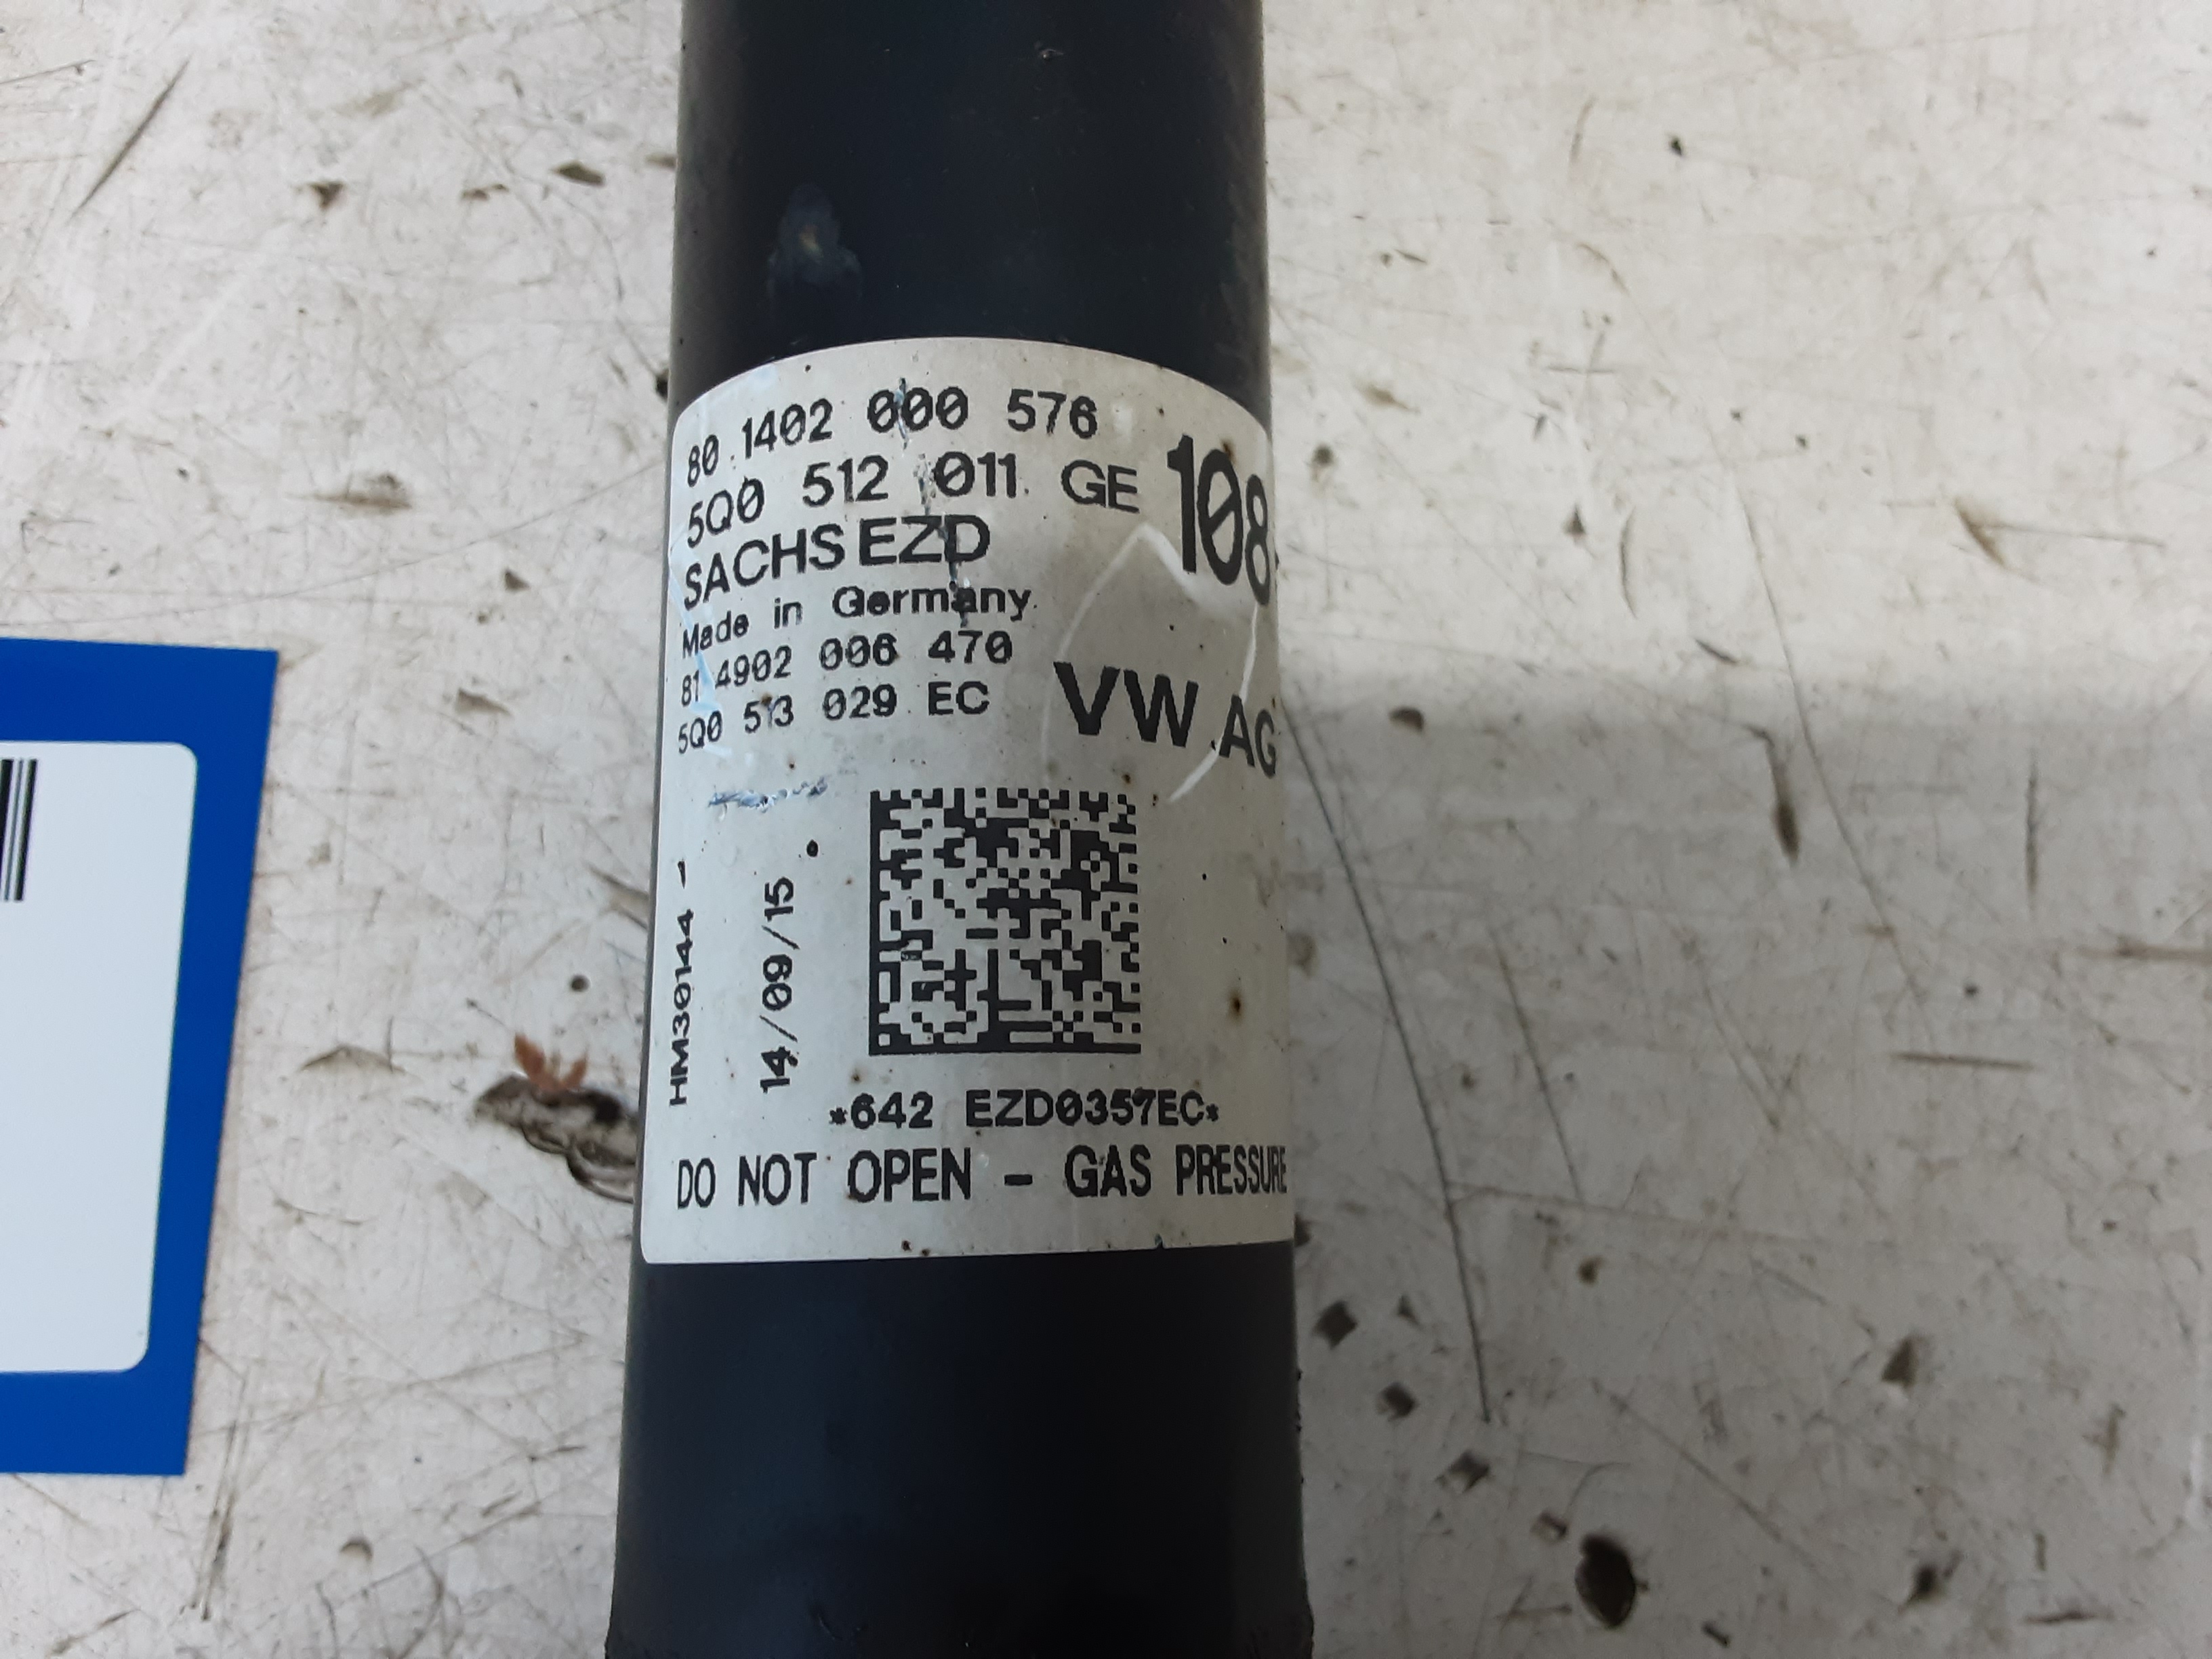 80 1402 000 576
5Q0 512 011 GE
108
SACHS EZD
Made in Germany
81 4902 006 470
5Q0 513 029 EC
VW AG
HM30144 -
14/09/15
*642 EZD0357EC*
DO NOT OPEN - GAS PRESSURE